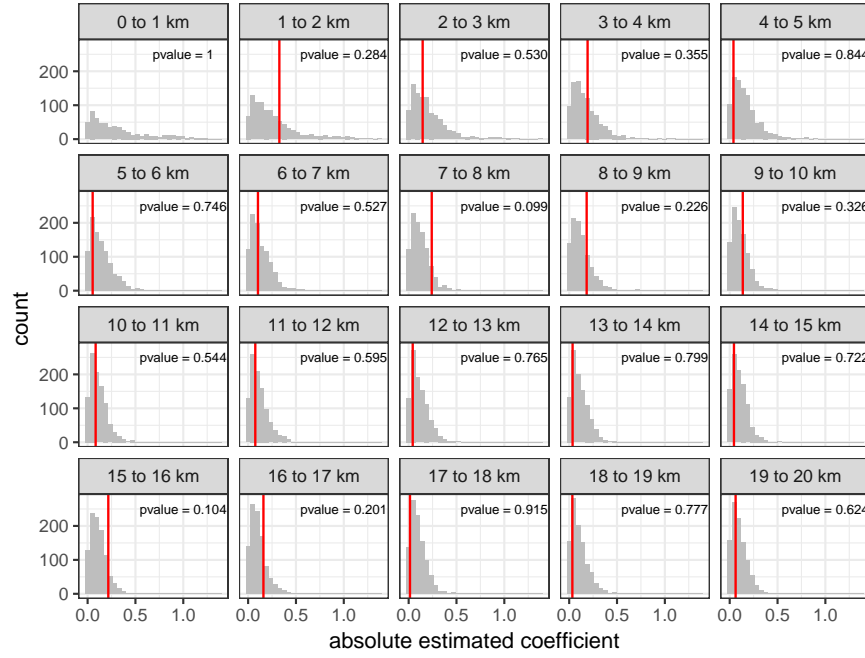 0 to 1 km 1 to 2 km 2 to 3 km 3 to 4 km 4 to 5 km
pvalue = 1 pvalue = 0.284 pvalue = 0.530 pvalue = 0.355 pvalue = 0.844
200
100
0
5 to 6 km 6 to 7 km 7 to 8 km 8 to 9 km 9 to 10 km
pvalue = 0.746 pvalue = 0.527 pvalue = 0.099 pvalue = 0.226 pvalue = 0.326
200
100
0
count
10 to 11 km 11 to 12 km 12 to 13 km 13 to 14 km 14 to 15 km
pvalue = 0.544 pvalue = 0.595 pvalue = 0.765 pvalue = 0.799 pvalue = 0.722
200
100
0
15 to 16 km 16 to 17 km 17 to 18 km 18 to 19 km 19 to 20 km
pvalue = 0.104 pvalue = 0.201 pvalue = 0.915 pvalue = 0.777 pvalue = 0.624
200
100
0
0.0 0.5 1.0 0.0 0.5 1.0 0.0 0.5 1.0 0.0 0.5 1.0 0.0 0.5 1.0
absolute estimated coefficient